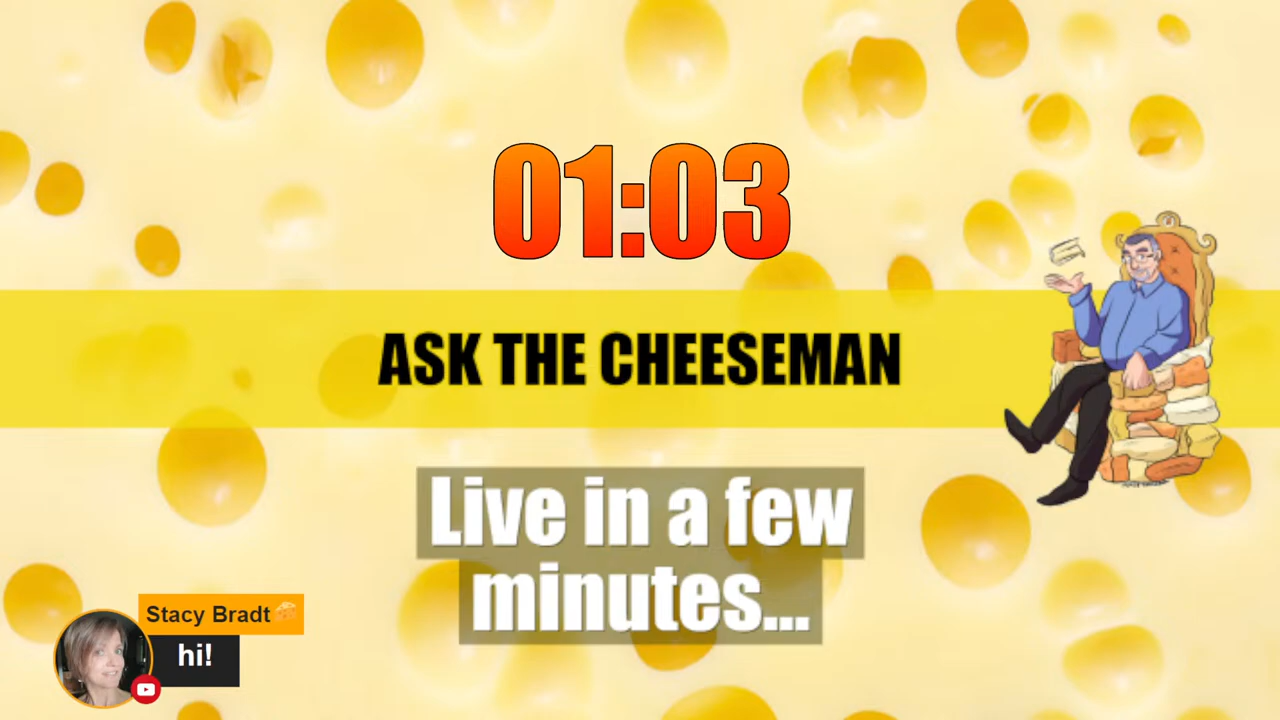 01:03
ASK THE CHEESEMAN
Live in a few
minutes...
Stacy Bradt
hi!